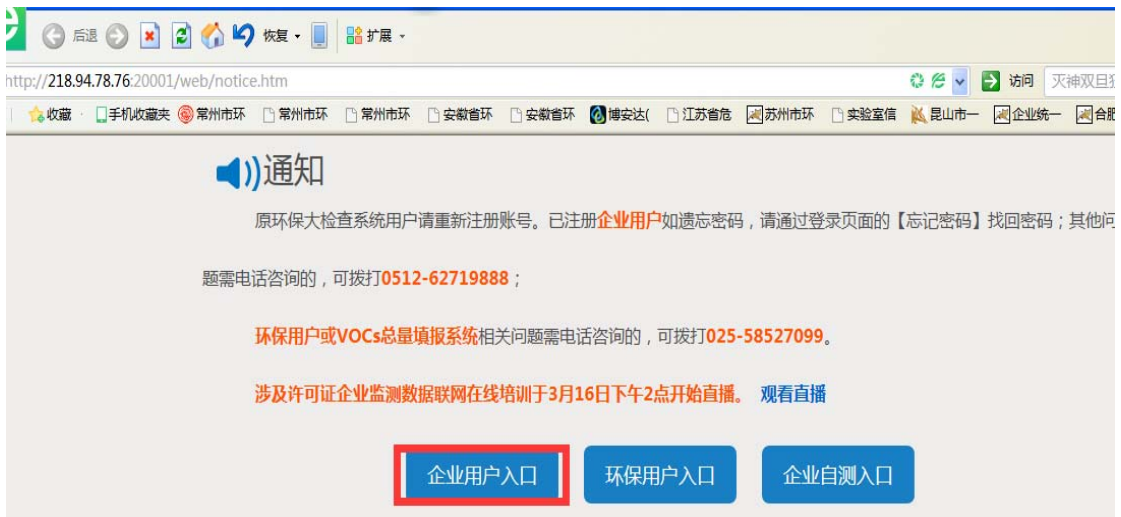 后退 恢复 扩展
http://218.94.78.76:20001/web/notice.htm 访问 灭神双旦狂
收藏 手机收藏夹 常州市环 常州市环 常州市环 安徽省环 安徽省环 博安达( 江苏省危 苏州市环 实验室信 昆山市一 企业统一 合肥
通知
原环保大检查系统用户请重新注册账号。已注册企业用户如遗忘密码，请通过登录页面的【忘记密码】找回密码；其他问
题需电话咨询的，可拨打0512-62719888；
环保用户或VOCs总量填报系统相关问题需电话咨询的，可拨打025-58527099。
涉及许可证企业监测数据联网在线培训于3月16日下午2点开始直播。 观看直播
企业用户入口 环保用户入口 企业自测入口